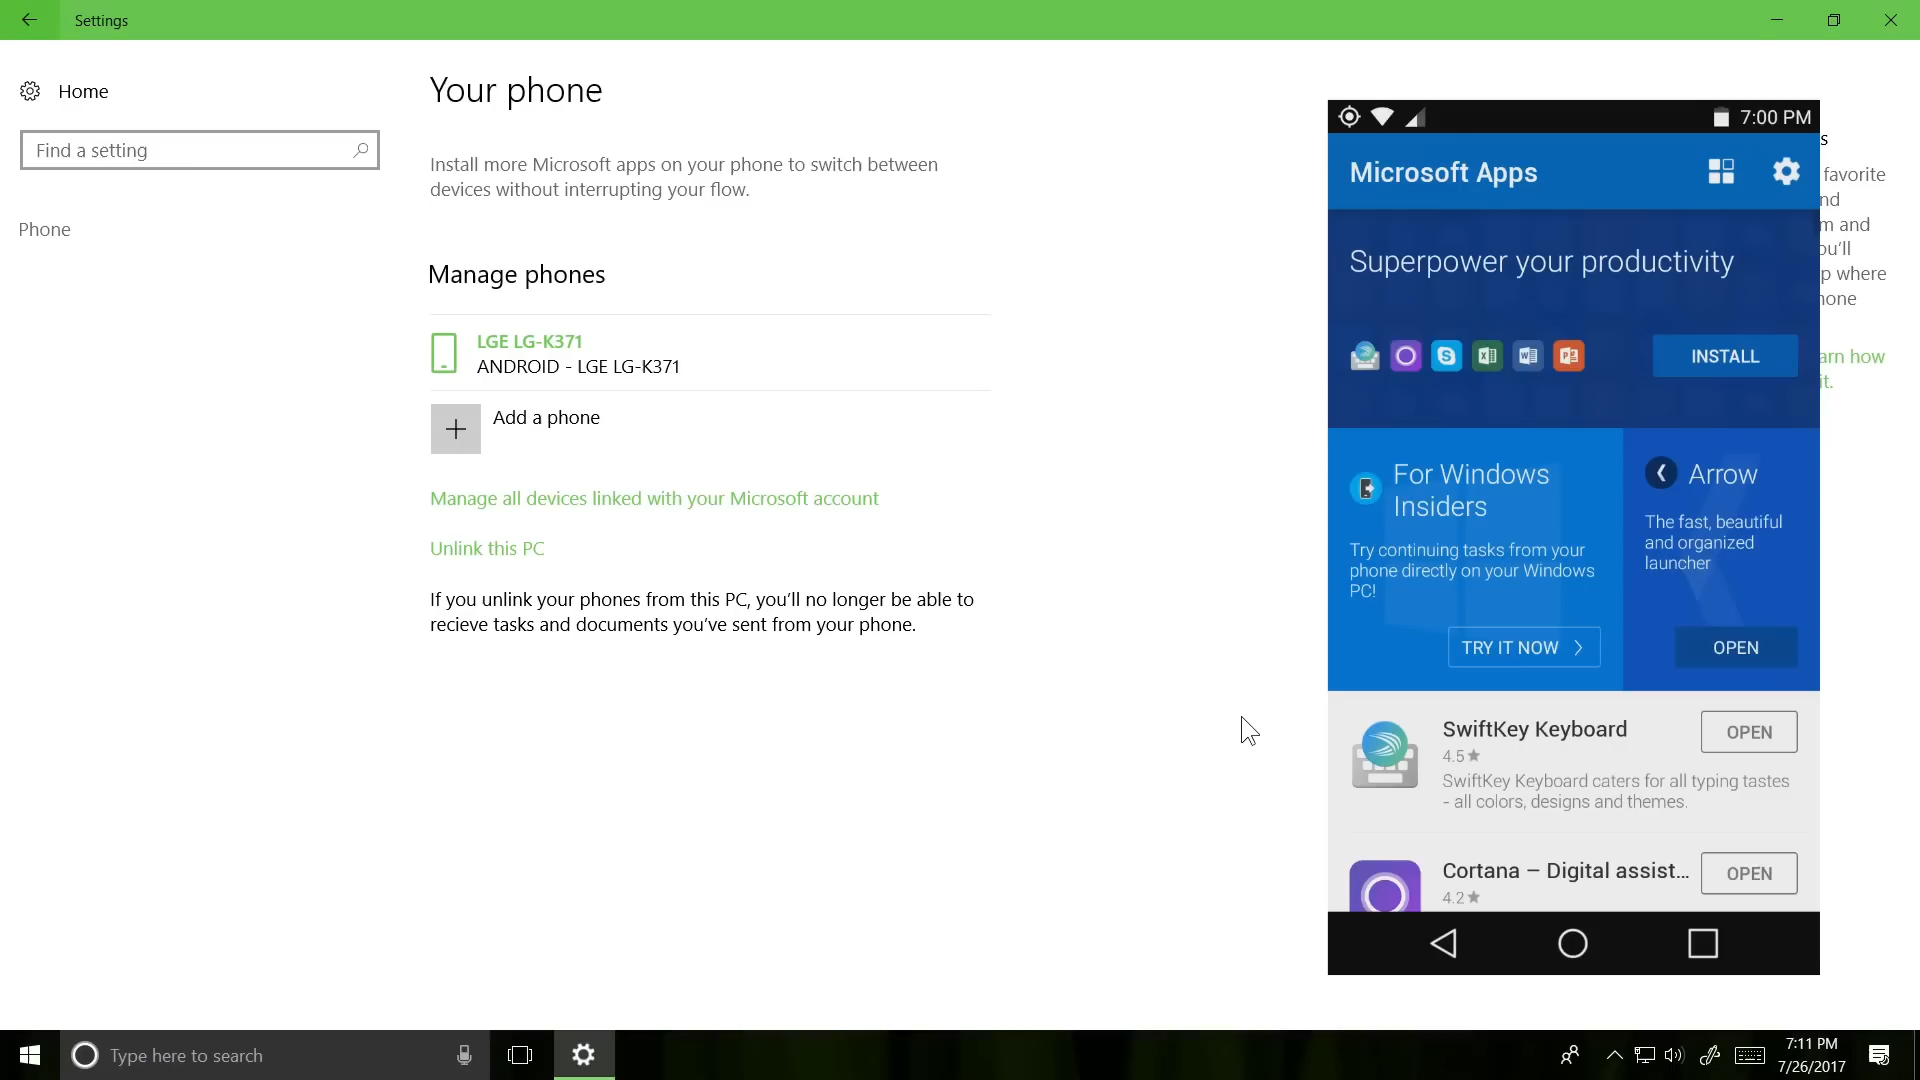 Settings
Home
Find a setting
Phone
Your phone
Install more Microsoft apps on your phone to switch between
devices without interrupting your flow.
Manage phones
LGE LG-K371
ANDROID - LGE LG-K371
Add a phone
Manage all devices linked with your Microsoft account
Unlink this PC
If you unlink your phones from this PC, you'll no longer be able to
recieve tasks and documents you've sent from your phone.
7:00 PM
Microsoft Apps
Superpower your productivity
INSTALL
For Windows
Insiders
Try continuing tasks from your
phone directly on your Windows
PC!
TRY IT NOW
Arrow
The fast, beautiful
and organized
launcher
OPEN
SwiftKey Keyboard
OPEN
4.5★
SwiftKey Keyboard caters for all typing tastes
- all colors, designs and themes.
Cortana – Digital assist...
OPEN
4.2★
s
favorite
nd
m and
ou'll
p where
hone
arn how
it.
Type here to search
7:11 PM
7/26/2017